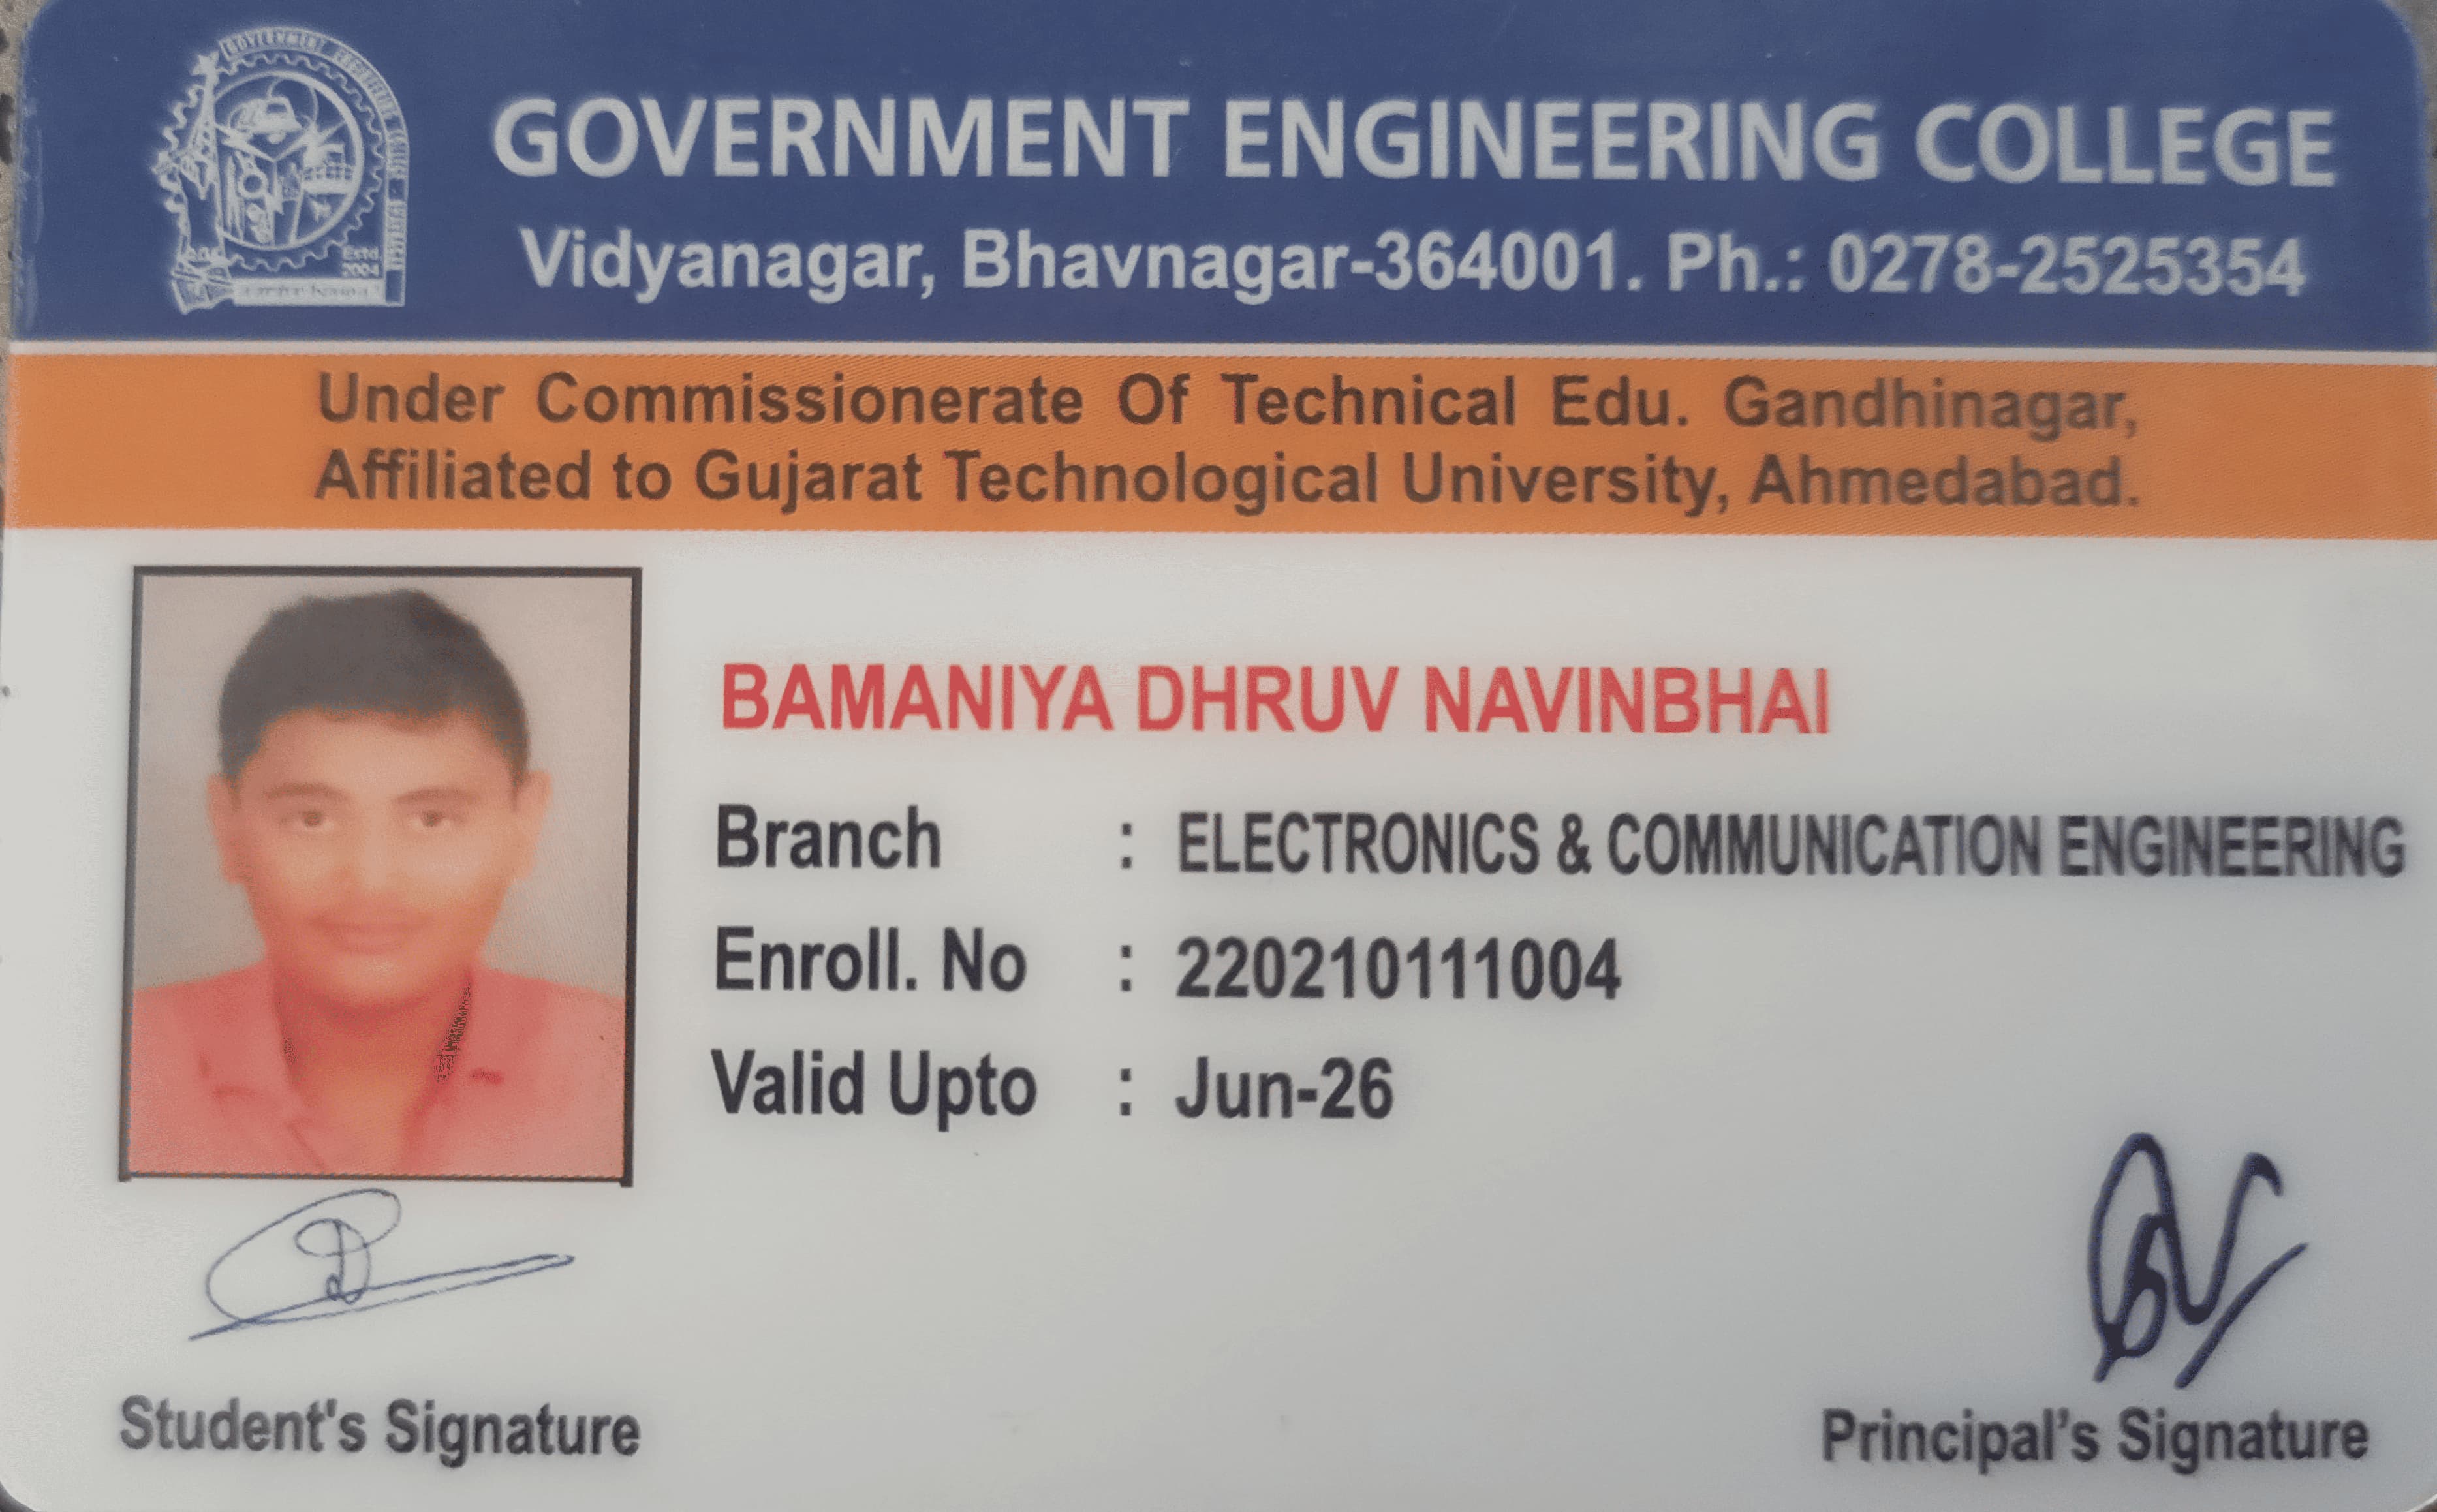 GOVERNMENT ENGINEERING COLLEGE
Vidyanagar, Bhavnagar-364001. Ph.: 0278-2525354
Estd.
2004
Under Commissionerate Of Technical Edu. Gandhinagar,
Affiliated to Gujarat Technological University, Ahmedabad.
BAMANIYA DHRUV NAVINBHAI
Branch : ELECTRONICS & COMMUNICATION ENGINEERING
Enroll. No : 220210111004
Valid Upto : Jun-26
Student's Signature
Principal's Signature